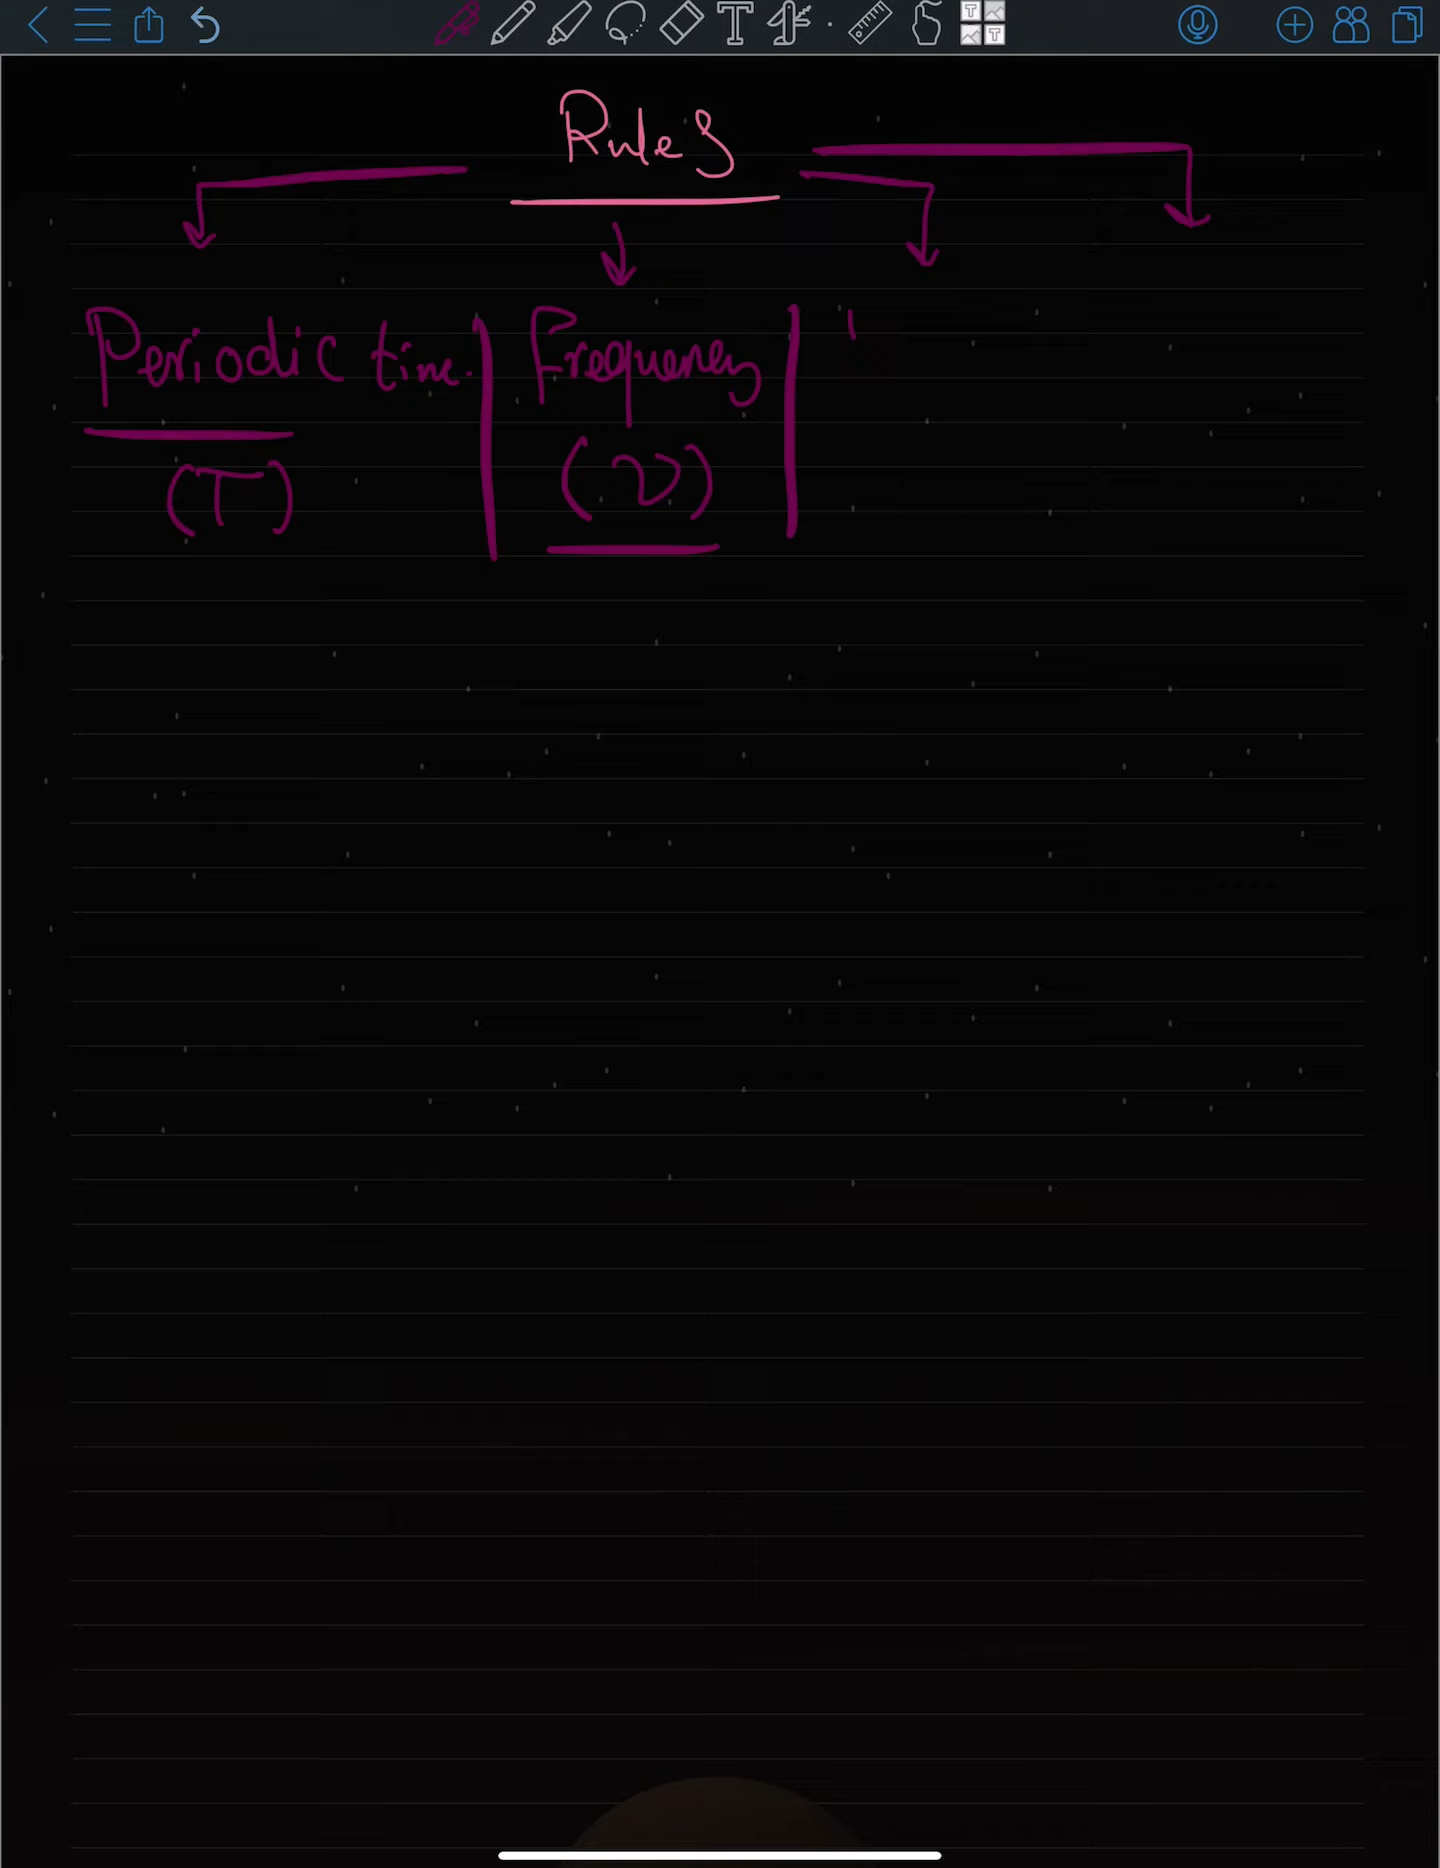 Rules
Periodic time. Frequency
(T) (ν)